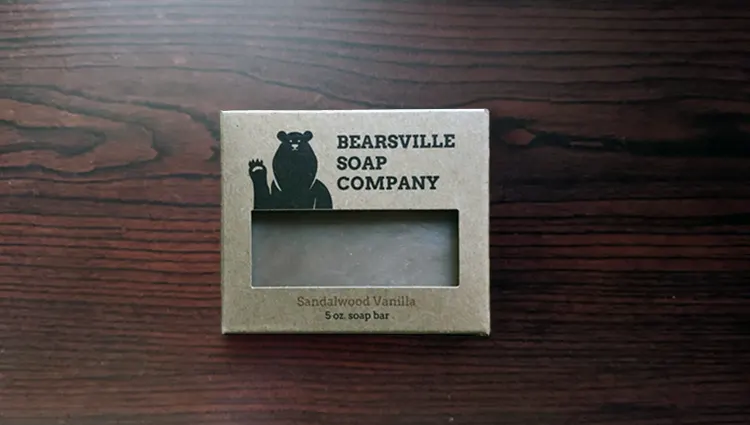 BEARSVILLE
SOAP
COMPANY
Sandalwood Vanilla
5 oz. soap bar